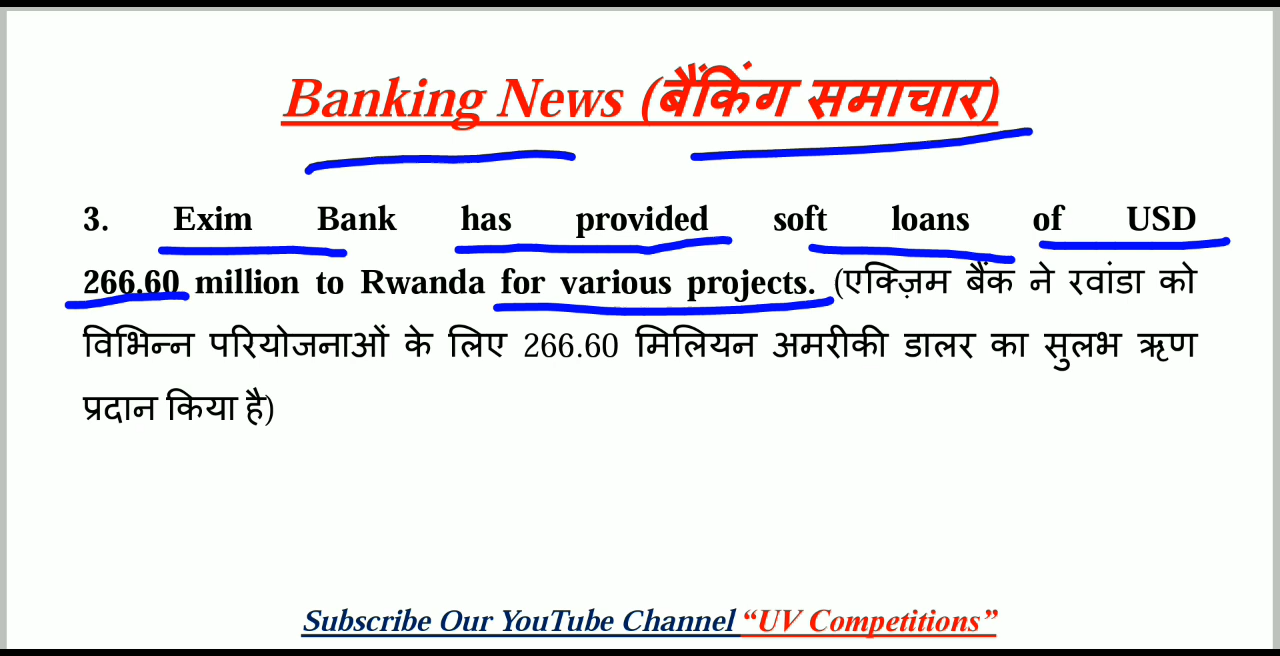 Banking News (बैंकिंग समाचार)
3. Exim Bank has provided soft loans of USD
266.60 million to Rwanda for various projects. (एक्ज़िम बैंक ने रवांडा को
विभिन्न परियोजनाओं के लिए 266.60 मिलियन अमरीकी डालर का सुलभ ऋण
प्रदान किया है)
Subscribe Our YouTube Channel “UV Competitions”